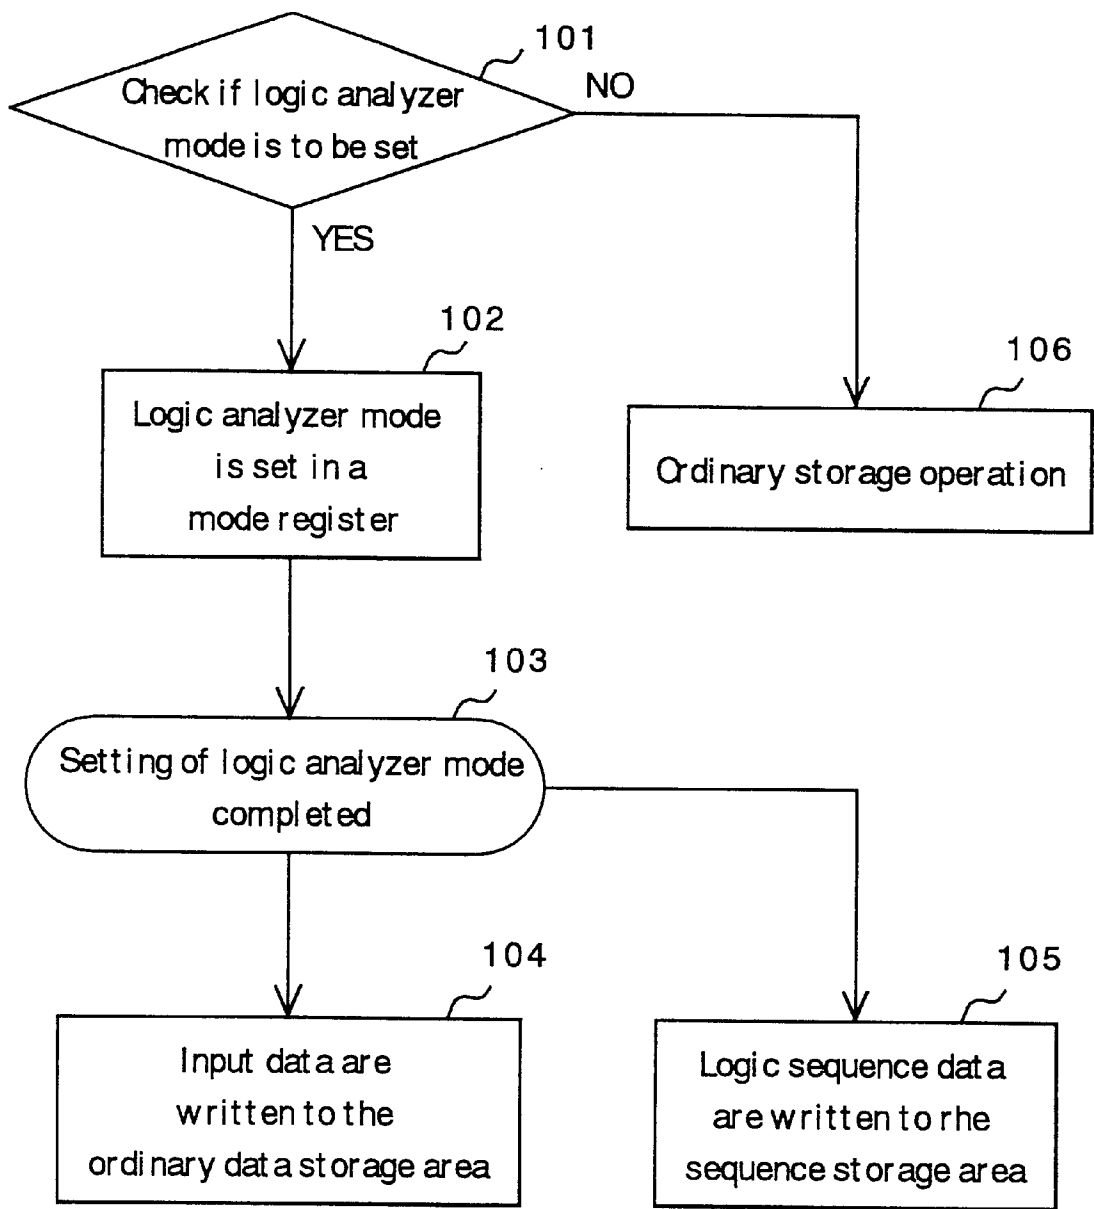 101
Check if logic analyzer
mode is to be set
NO
YES
102
Logic analyzer mode
is set in a
mode register
106
Ordinary storage operation
103
Setting of logic analyzer mode
completed
104
Input data are
written to the
ordinary data storage area
105
Logic sequence data
are written to rhe
sequence storage area